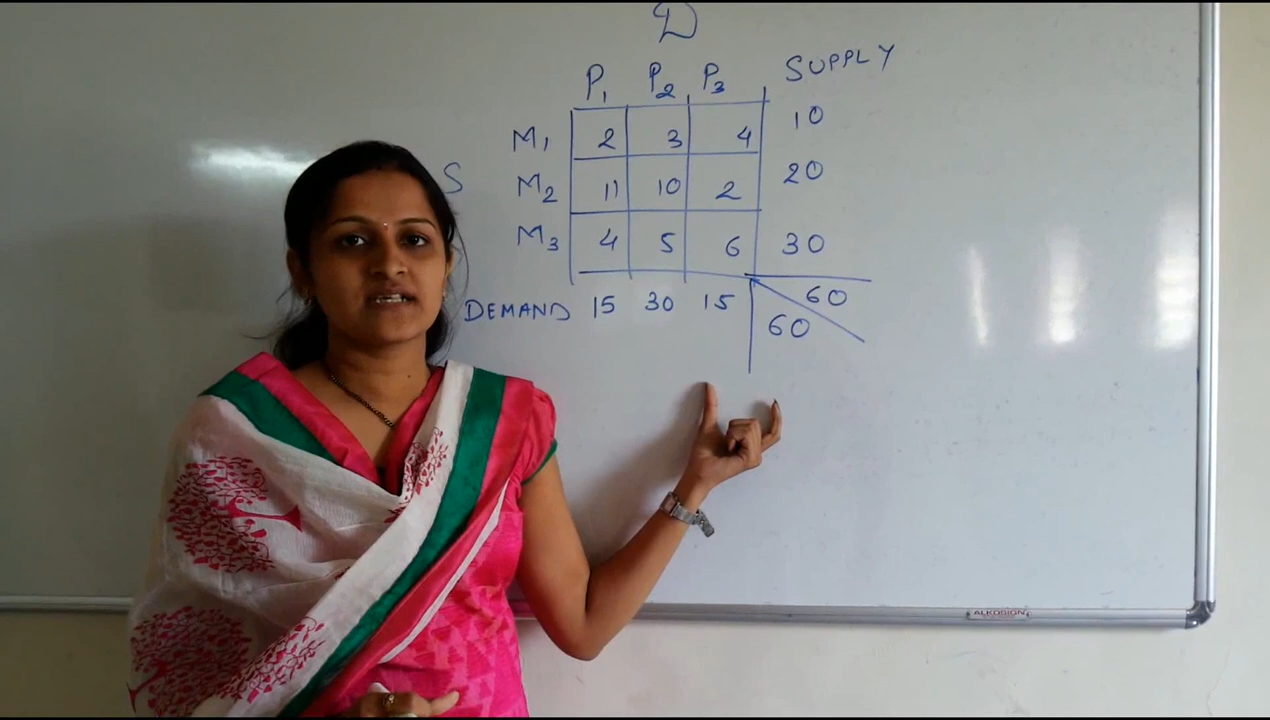 D
P1 P2 P3 SUPPLY
M1 2 3 4 10
S M2 11 10 2 20
M3 4 5 6 30
DEMAND 15 30 15 60
60
ALKOSIGN